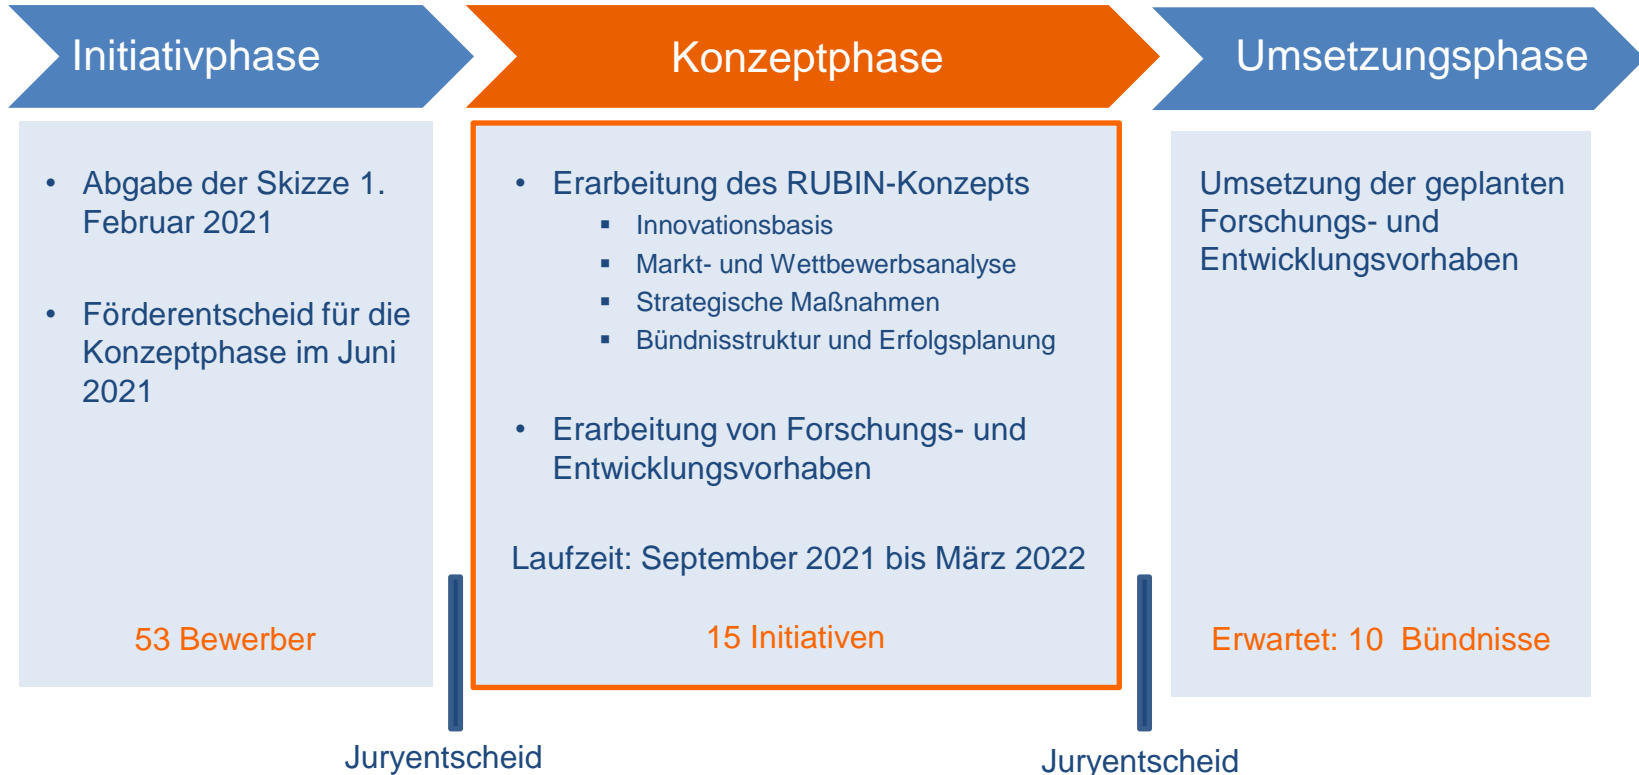 Initiativphase
Konzeptphase
Umsetzungsphase
• Abgabe der Skizze 1.
Februar 2021
• Förderentscheid für die
Konzeptphase im Juni
2021
53 Bewerber
• Erarbeitung des RUBIN-Konzepts
▪ Innovationsbasis
▪ Markt- und Wettbewerbsanalyse
▪ Strategische Maßnahmen
▪ Bündnisstruktur und Erfolgsplanung
• Erarbeitung von Forschungs- und
Entwicklungsvorhaben
Laufzeit: September 2021 bis März 2022
15 Initiativen
Umsetzung der geplanten
Forschungs- und
Entwicklungsvorhaben
Erwartet: 10 Bündnisse
Juryentscheid
Juryentscheid